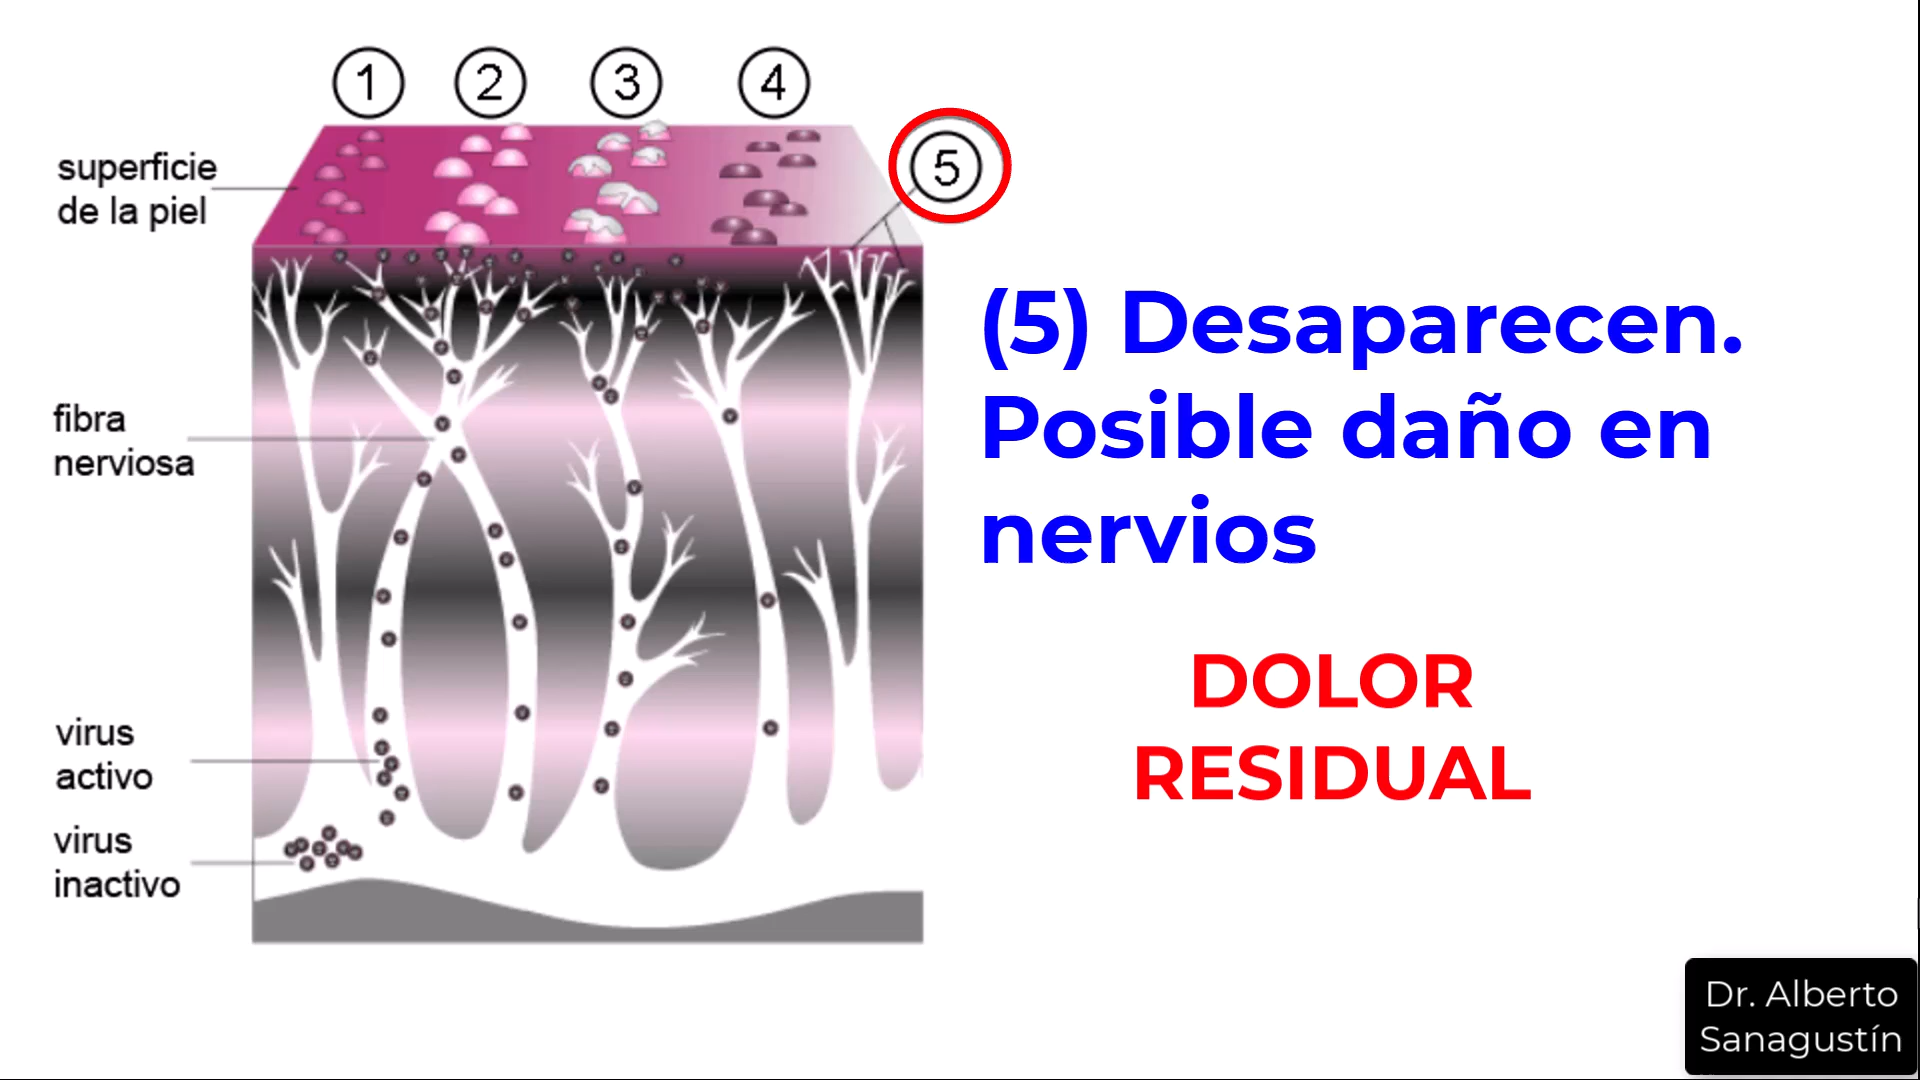 1
2
3
4
5
superficie
de la piel
fibra
nerviosa
virus
activo
virus
inactivo
(5) Desaparecen.
Posible daño en
nervios
DOLOR
RESIDUAL
Dr. Alberto
Sanagustín